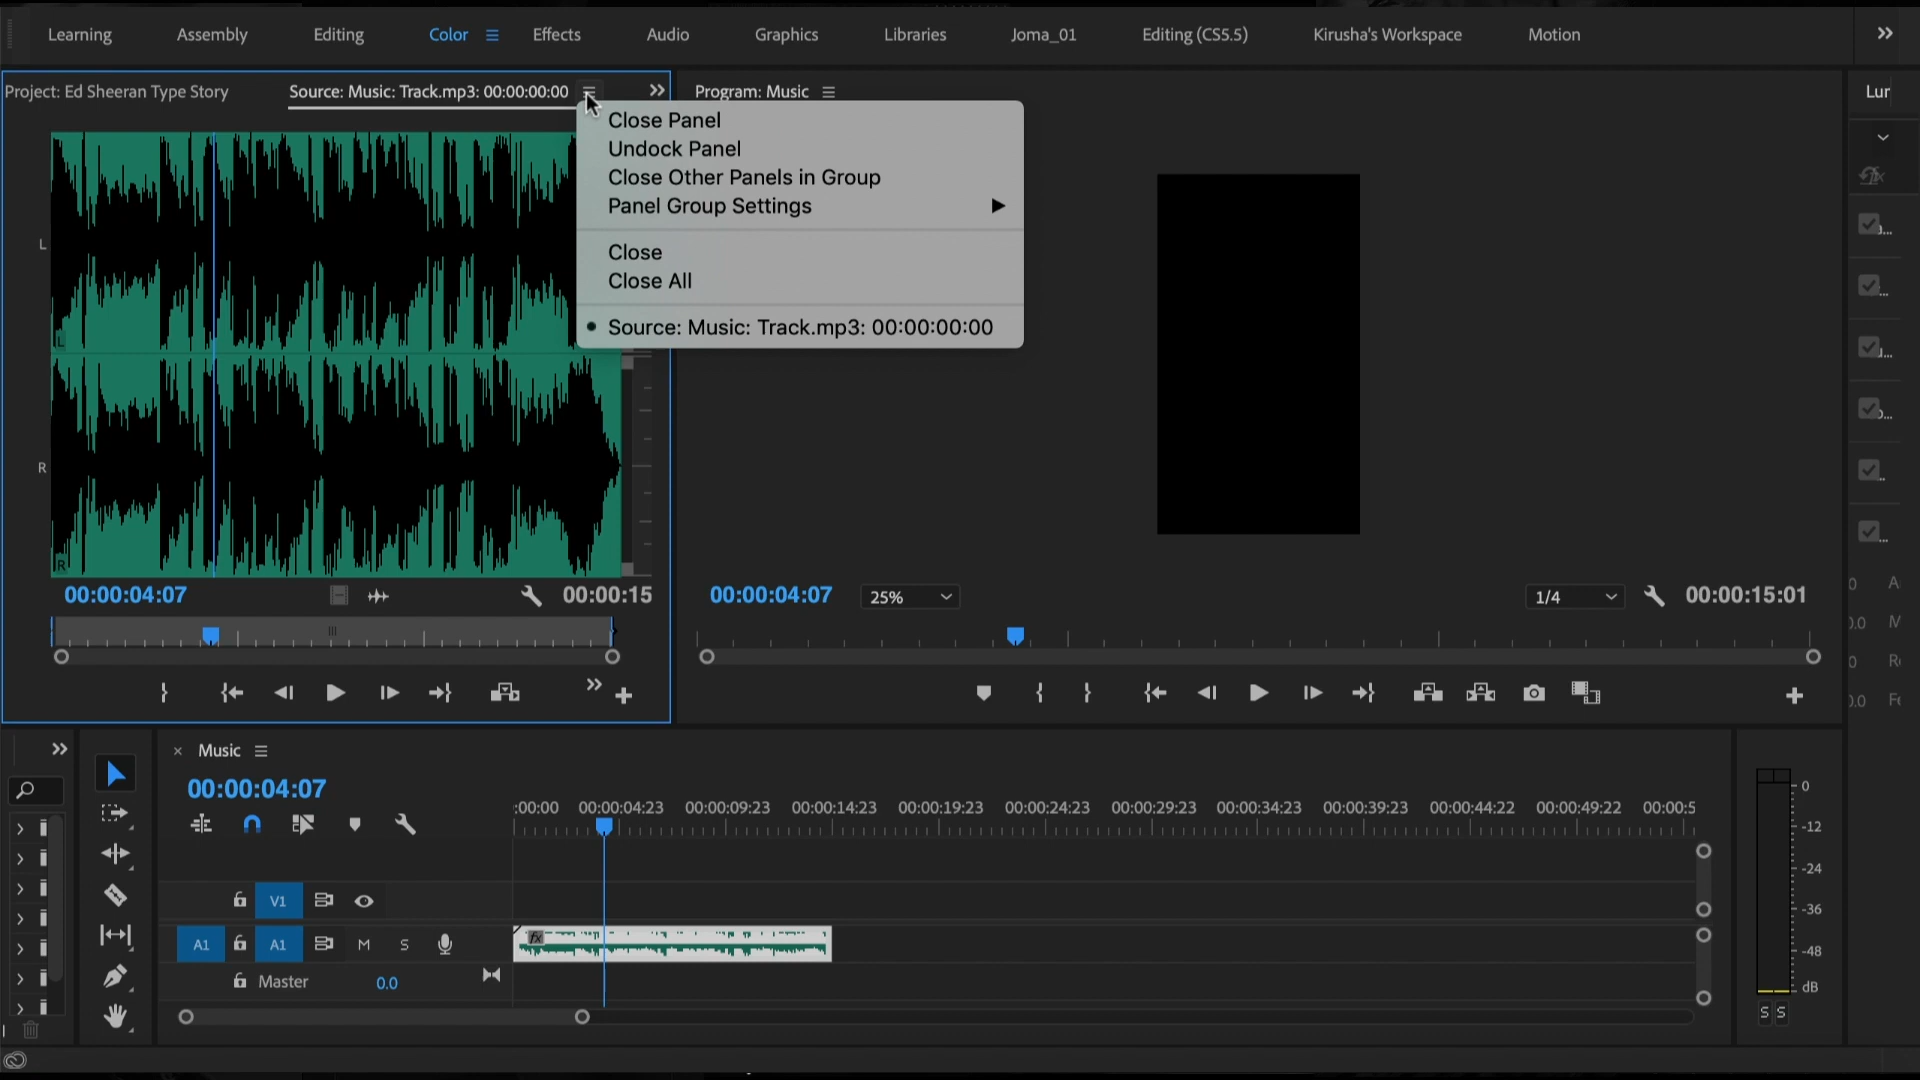 Learning
Assembly
Editing
Color
Effects
Audio
Graphics
Libraries
Joma_01
Editing (CS5.5)
Kirusha's Workspace
Motion
Project: Ed Sheeran Type Story
Source: Music: Track.mp3: 00:00:00:00
Program: Music
Lur
Close Panel
Undock Panel
Close Other Panels in Group
Panel Group Settings
Close
Close All
Source: Music: Track.mp3: 00:00:00:00
L
L
R
R
00:00:04:07
00:00:15
00:00:04:07
25%
1/4
00:00:15:01
Music
00:00:04:07
:00:00
00:00:04:23
00:00:09:23
00:00:14:23
00:00:19:23
00:00:24:23
00:00:29:23
00:00:34:23
00:00:39:23
00:00:44:22
00:00:49:22
00:00:5
V1
A1
A1
M
S
fx
Master
0.0
0
-12
-24
-36
-48
dB
S S